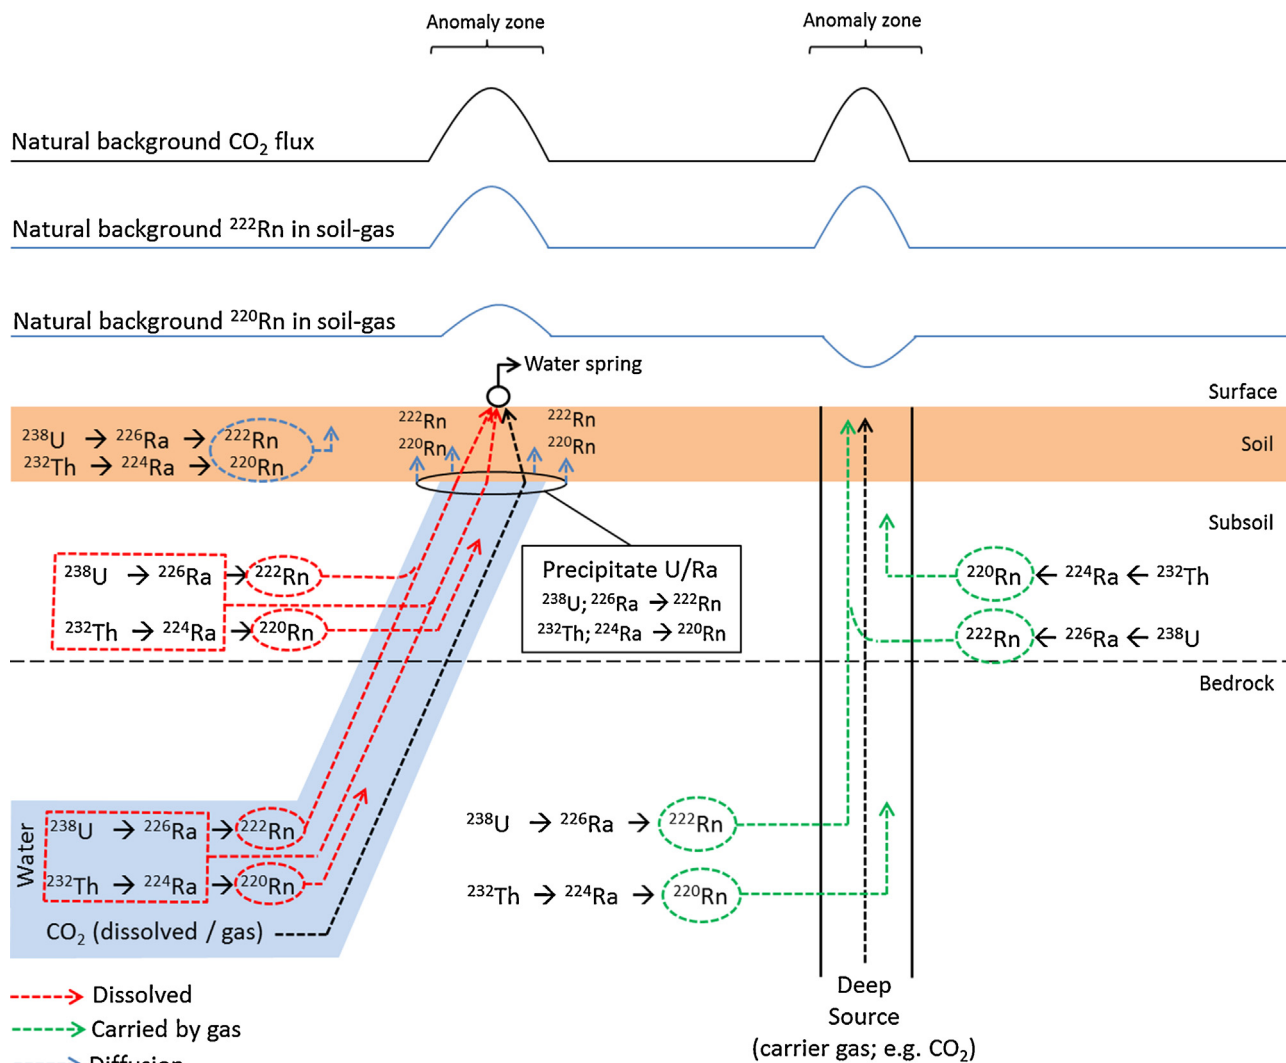 Anomaly zone
Anomaly zone
Natural background CO₂ flux
Natural background ²²²Rn in soil-gas
Natural background ²²⁰Rn in soil-gas
Water spring
Surface
²²²Rn
²²²Rn
²³⁸U → ²²⁶Ra → ²²²Rn
²²⁰Rn
²²⁰Rn
Soil
²³²Th → ²²⁴Ra → ²²⁰Rn
Subsoil
Precipitate U/Ra
²³⁸U; ²²⁶Ra → ²²²Rn
²³²Th; ²²⁴Ra → ²²⁰Rn
²³⁸U → ²²⁶Ra → ²²²Rn
²³²Th → ²²⁴Ra → ²²⁰Rn
²²⁰Rn ← ²²⁴Ra ← ²³²Th
²²²Rn ← ²²⁶Ra ← ²³⁸U
Bedrock
Water
²³⁸U → ²²⁶Ra → ²²²Rn
²³²Th → ²²⁴Ra → ²²⁰Rn
CO₂ (dissolved / gas)
²³⁸U → ²²⁶Ra → ²²²Rn
²³²Th → ²²⁴Ra → ²²⁰Rn
Deep
Source
(carrier gas; e.g. CO₂)
Dissolved
Carried by gas
Diffusion